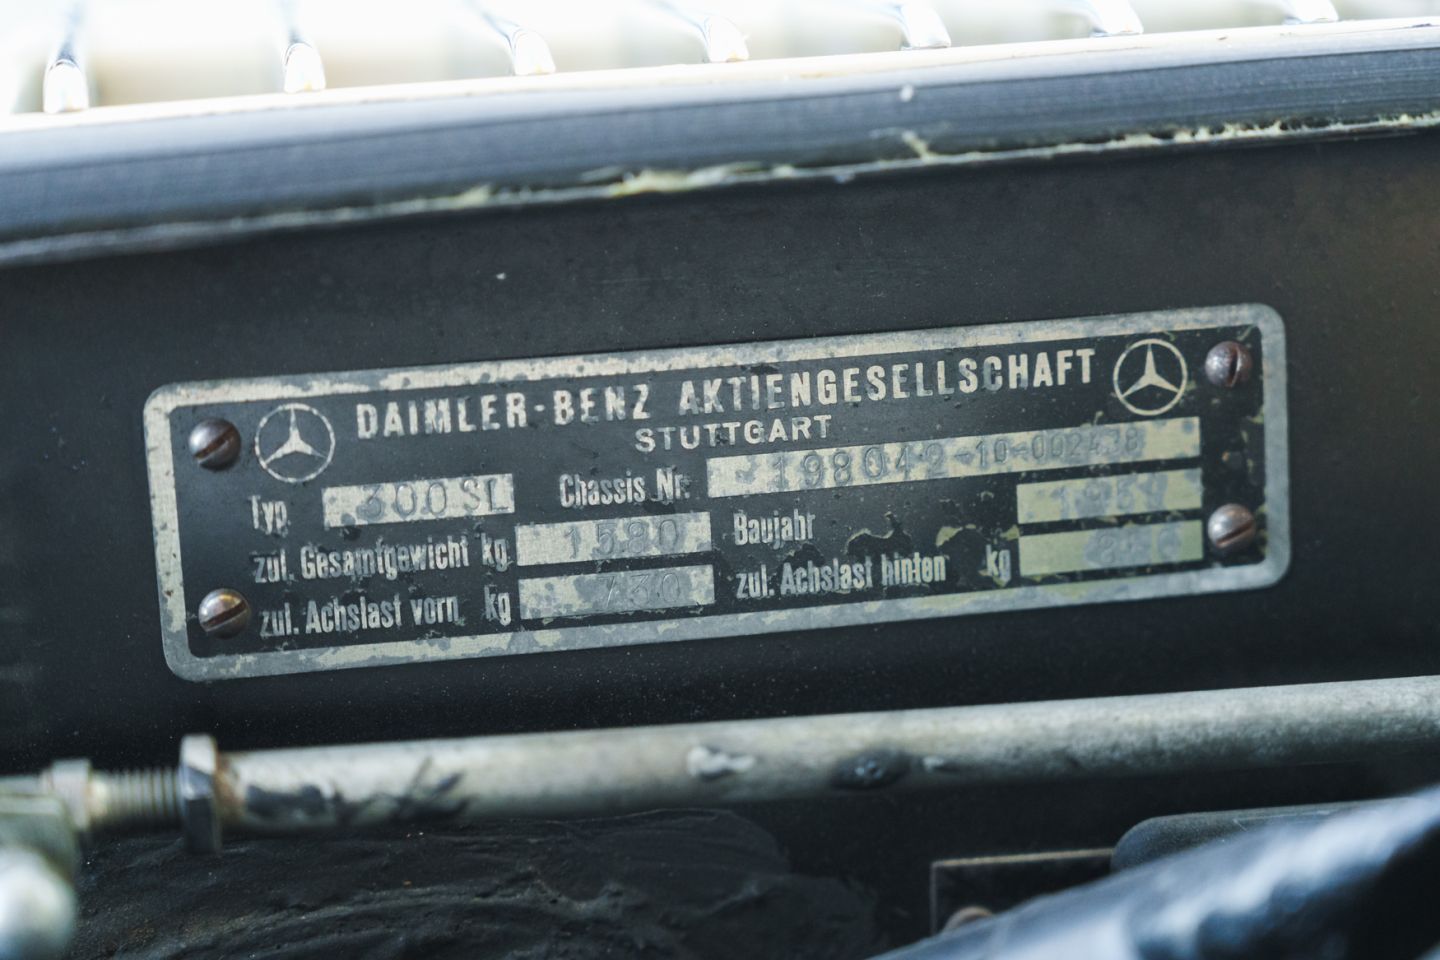 DAIMLER-BENZ AKTIENGESELLSCHAFT
STUTTGART
Typ 300 SL Chassis Nr. 198042-10-002438
zul. Gesamtgewicht kg 1580 Baujahr
zul. Achslast vorn kg 730 zul. Achslast hinten kg